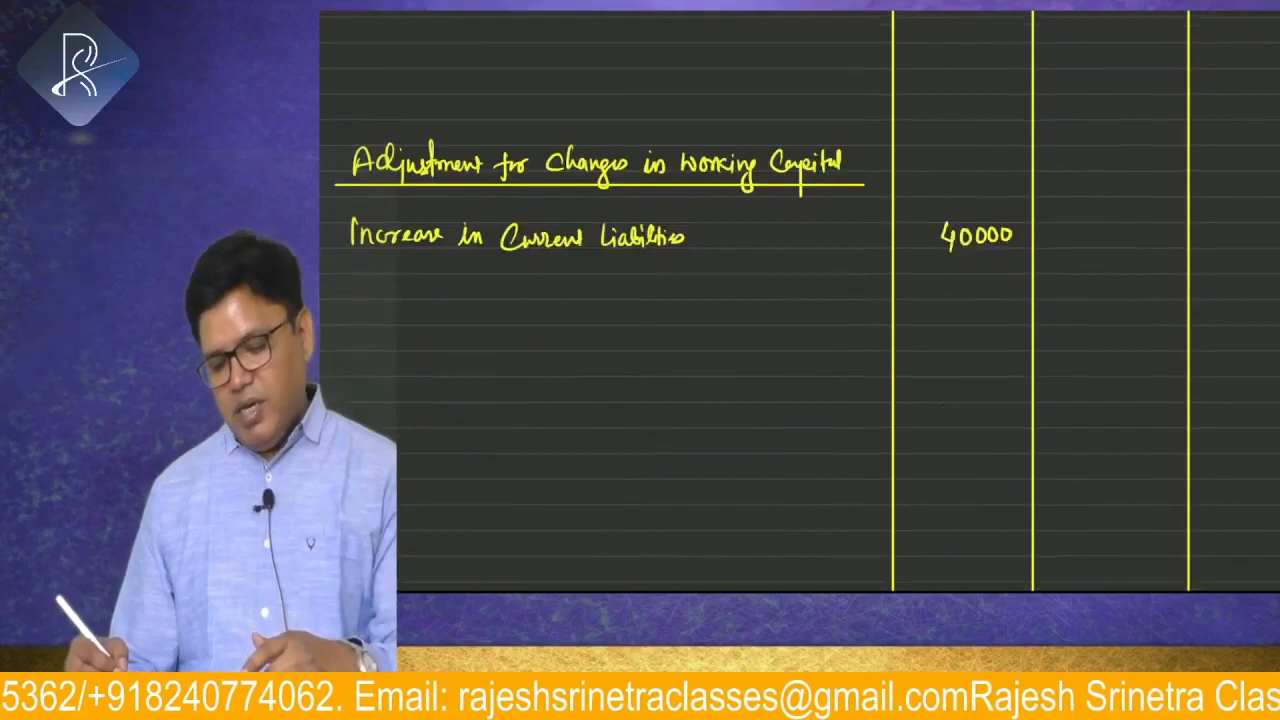 RS
Adjustment for Changes in Working Capital
Increase in Current Liabilities 40000
5362/+918240774062. Email: rajeshsrinetraclasses@gmail.comRajesh Srinetra Clas